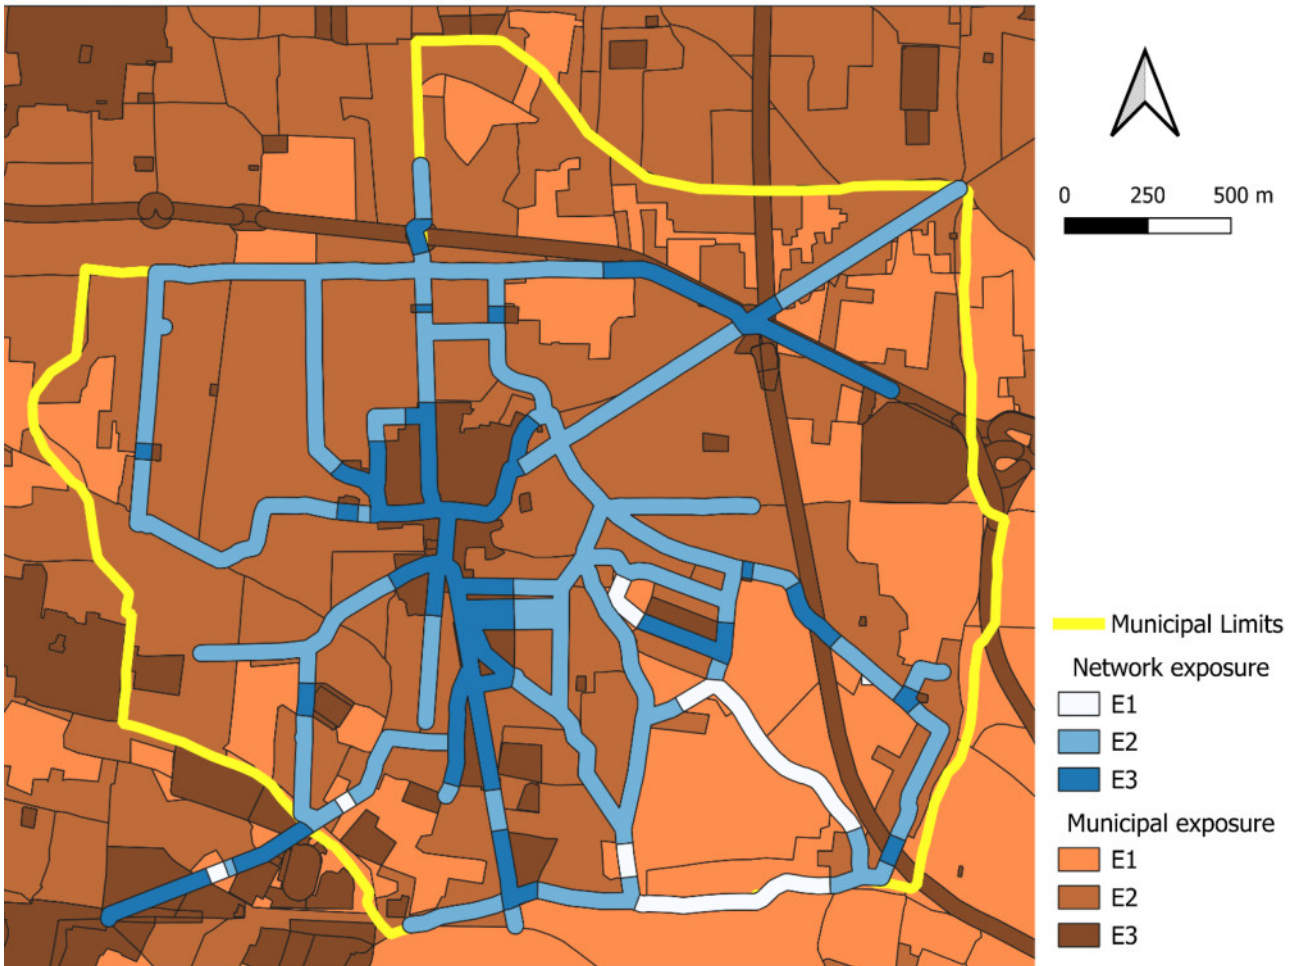 0 250 500 m
Municipal Limits
Network exposure
E1
E2
E3
Municipal exposure
E1
E2
E3